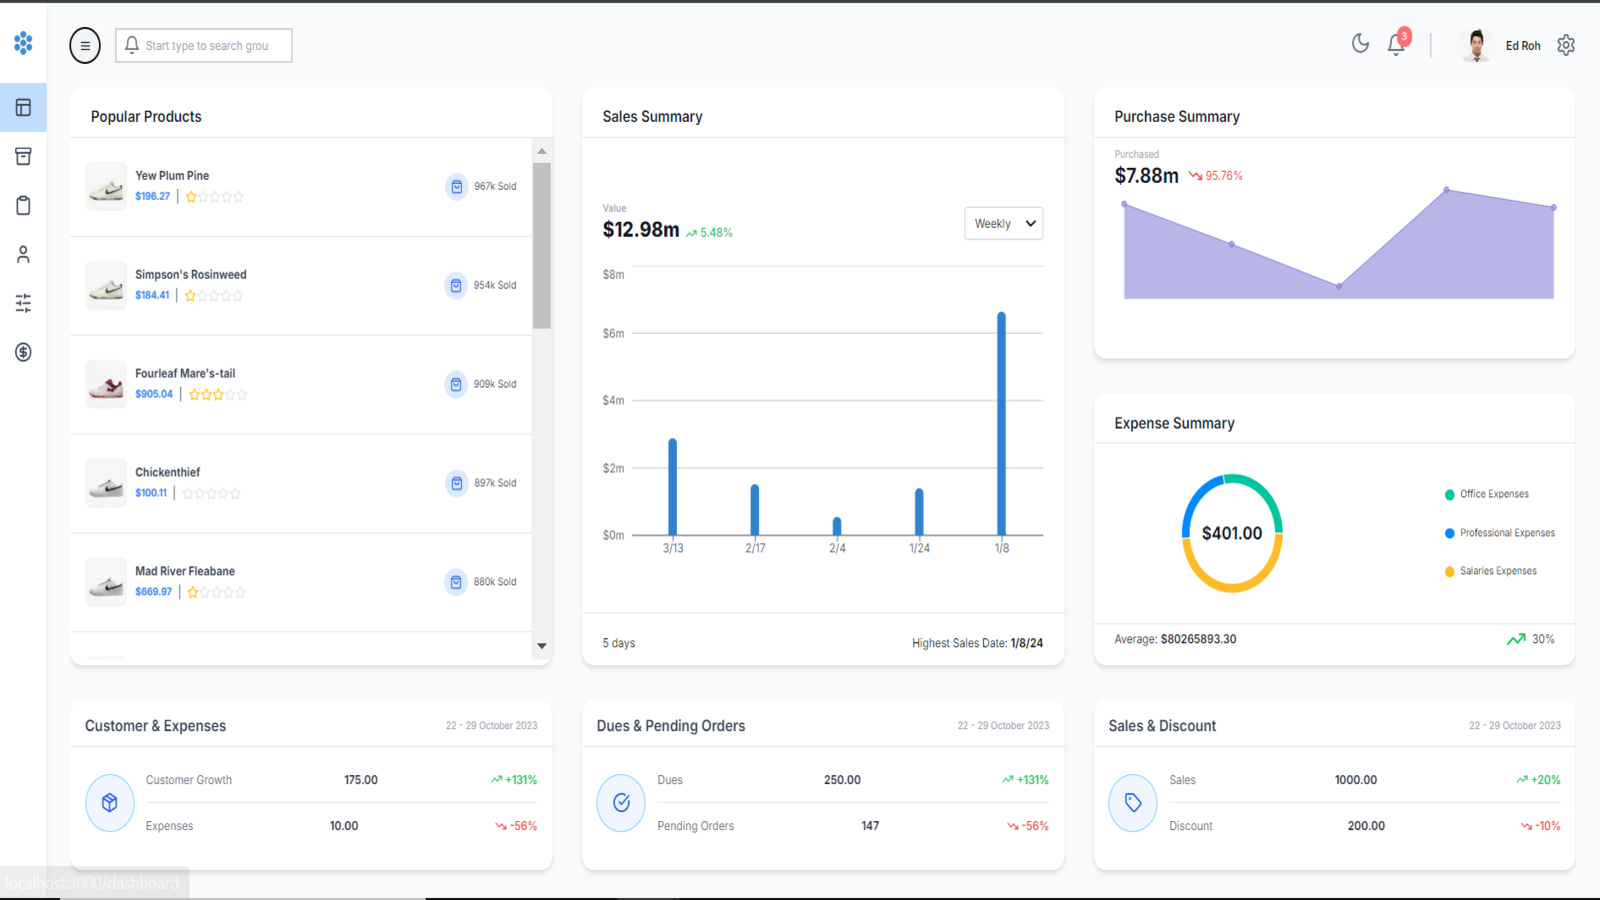 Start type to search grou
3
Ed Roh
Popular Products
Yew Plum Pine
$196.27
967k Sold
Simpson's Rosinweed
$184.41
954k Sold
Fourleaf Mare's-tail
$905.04
909k Sold
Chickenthief
$100.11
897k Sold
Mad River Fleabane
$669.97
880k Sold
Sales Summary
Value
$12.98m
5.48%
Weekly
$8m
$6m
$4m
$2m
$0m
3/13 2/17 2/4 1/24 1/8
5 days
Highest Sales Date: 1/8/24
Purchase Summary
Purchased
$7.88m
95.76%
Expense Summary
$401.00
Office Expenses
Professional Expenses
Salaries Expenses
Average: $80265893.30
30%
Customer & Expenses
22 - 29 October 2023
Customer Growth 175.00 +131%
Expenses 10.00 -56%
Dues & Pending Orders
22 - 29 October 2023
Dues 250.00 +131%
Pending Orders 147 -56%
Sales & Discount
22 - 29 October 2023
Sales 1000.00 +20%
Discount 200.00 -10%
localhost:3000/dashboard